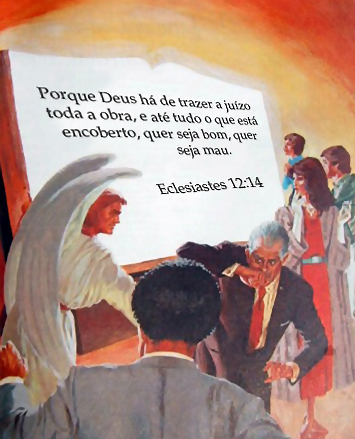 Porque Deus há de trazer a juízo
toda a obra, e até tudo o que está
encoberto, quer seja bom, quer
seja mau.
Eclesiastes 12:14